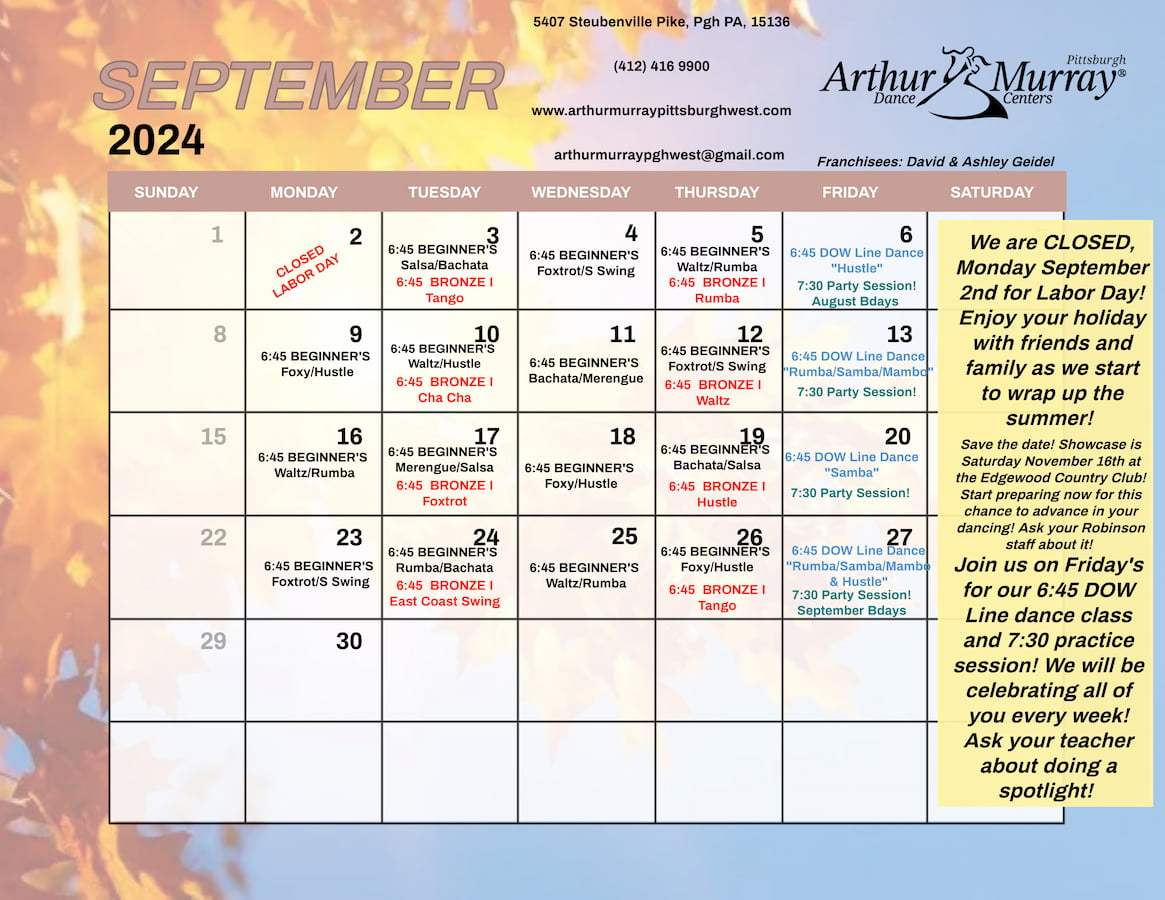 5407 Steubenville Pike, Pgh PA, 15136
(412) 416 9900
www.arthurmurraypittsburghwest.com
arthurmurraypghwest@gmail.com
SEPTEMBER
2024
Pittsburgh
Arthur Murray®
Dance Centers
Franchisees: David & Ashley Geidel
SUNDAY MONDAY TUESDAY WEDNESDAY THURSDAY FRIDAY SATURDAY
1
2
CLOSED
LABOR DAY
3
6:45 BEGINNER'S
Salsa/Bachata
6:45 BRONZE I
Tango
4
6:45 BEGINNER'S
Foxtrot/S Swing
5
6:45 BEGINNER'S
Waltz/Rumba
6:45 BRONZE I
Rumba
6
6:45 DOW Line Dance
"Hustle"
7:30 Party Session!
August Bdays
8
9
6:45 BEGINNER'S
Foxy/Hustle
10
6:45 BEGINNER'S
Waltz/Hustle
6:45 BRONZE I
Cha Cha
11
6:45 BEGINNER'S
Bachata/Merengue
12
6:45 BEGINNER'S
Foxtrot/S Swing
6:45 BRONZE I
Waltz
13
6:45 DOW Line Dance
"Rumba/Samba/Mambo"
7:30 Party Session!
15
16
6:45 BEGINNER'S
Waltz/Rumba
17
6:45 BEGINNER'S
Merengue/Salsa
6:45 BRONZE I
Foxtrot
18
6:45 BEGINNER'S
Foxy/Hustle
19
6:45 BEGINNER'S
Bachata/Salsa
6:45 BRONZE I
Hustle
20
6:45 DOW Line Dance
"Samba"
7:30 Party Session!
22
23
6:45 BEGINNER'S
Foxtrot/S Swing
24
6:45 BEGINNER'S
Rumba/Bachata
6:45 BRONZE I
East Coast Swing
25
6:45 BEGINNER'S
Waltz/Rumba
26
6:45 BEGINNER'S
Foxy/Hustle
6:45 BRONZE I
Tango
27
6:45 DOW Line Dance
"Rumba/Samba/Mambo
& Hustle"
7:30 Party Session!
September Bdays
29
30
We are CLOSED,
Monday September
2nd for Labor Day!
Enjoy your holiday
with friends and
family as we start
to wrap up the
summer!
Save the date! Showcase is
Saturday November 16th at
the Edgewood Country Club!
Start preparing now for this
chance to advance in your
dancing! Ask your Robinson
staff about it!
Join us on Friday's
for our 6:45 DOW
Line dance class
and 7:30 practice
session! We will be
celebrating all of
you every week!
Ask your teacher
about doing a
spotlight!